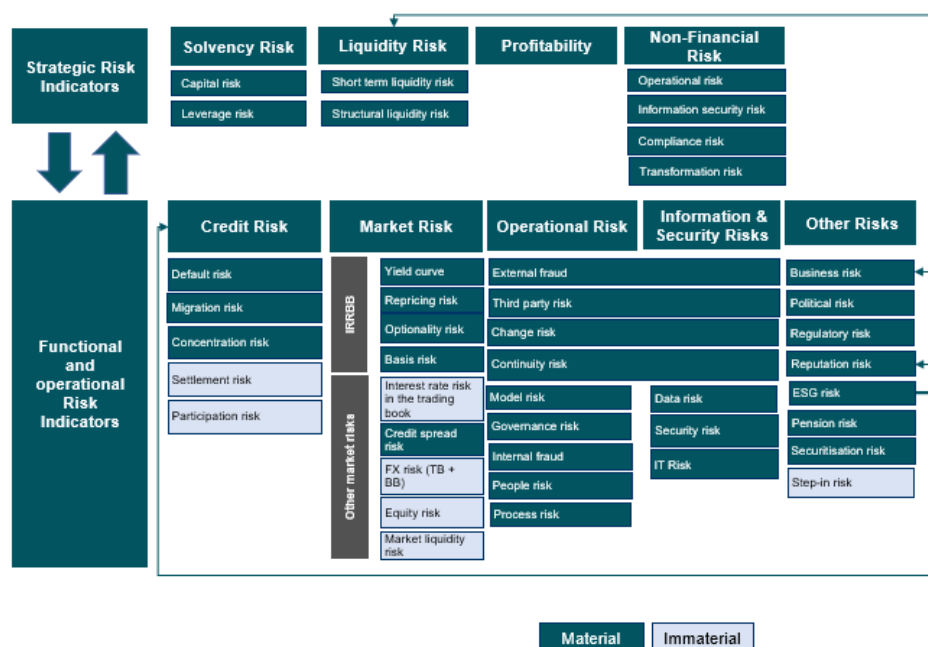 Strategic Risk
Indicators
Solvency Risk
Capital risk
Leverage risk
Liquidity Risk
Short term liquidity risk
Structural liquidity risk
Profitability
Non-Financial
Risk
Operational risk
Information security risk
Compliance risk
Transformation risk
Functional
and
operational
Risk
Indicators
Credit Risk
Default risk
Migration risk
Concentration risk
Settlement risk
Participation risk
Market Risk
IRRBB
Yield curve
Repricing risk
Optionality risk
Basis risk
Other market risks
Interest rate risk
in the trading
book
Credit spread
risk
FX risk (TB +
BB)
Equity risk
Market liquidity
risk
Operational Risk
Information &
Security Risks
External fraud
Third party risk
Change risk
Continuity risk
Model risk
Governance risk
Internal fraud
People risk
Process risk
Data risk
Security risk
IT Risk
Other Risks
Business risk
Political risk
Regulatory risk
Reputation risk
ESG risk
Pension risk
Securitisation risk
Step-in risk
Material
Immaterial